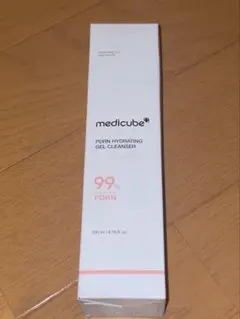 medicube
PDRN HYDRATING
GEL CLEANSER
99%
PDRN